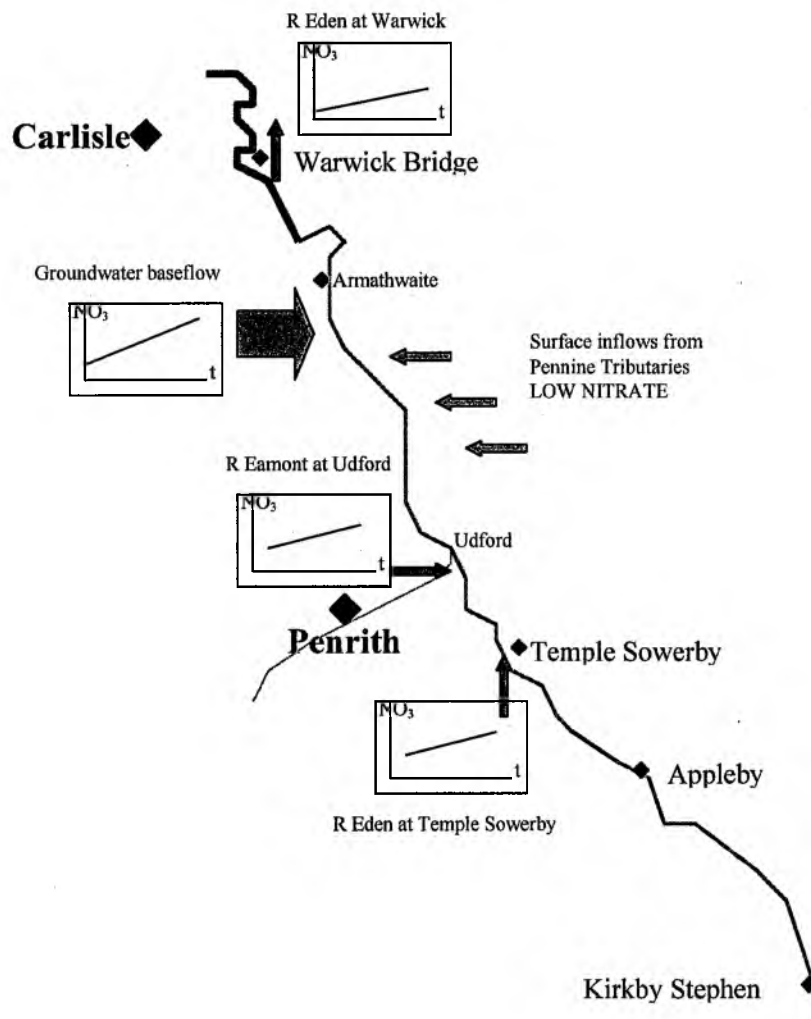 R Eden at Warwick
NO₃
t
Carlisle
Warwick Bridge
Groundwater baseflow
NO₃
t
Armathwaite
Surface inflows from
Pennine Tributaries
LOW NITRATE
R Eamont at Udford
NO₃
t
Udford
Penrith
Temple Sowerby
NO₃
t
Appleby
R Eden at Temple Sowerby
Kirkby Stephen